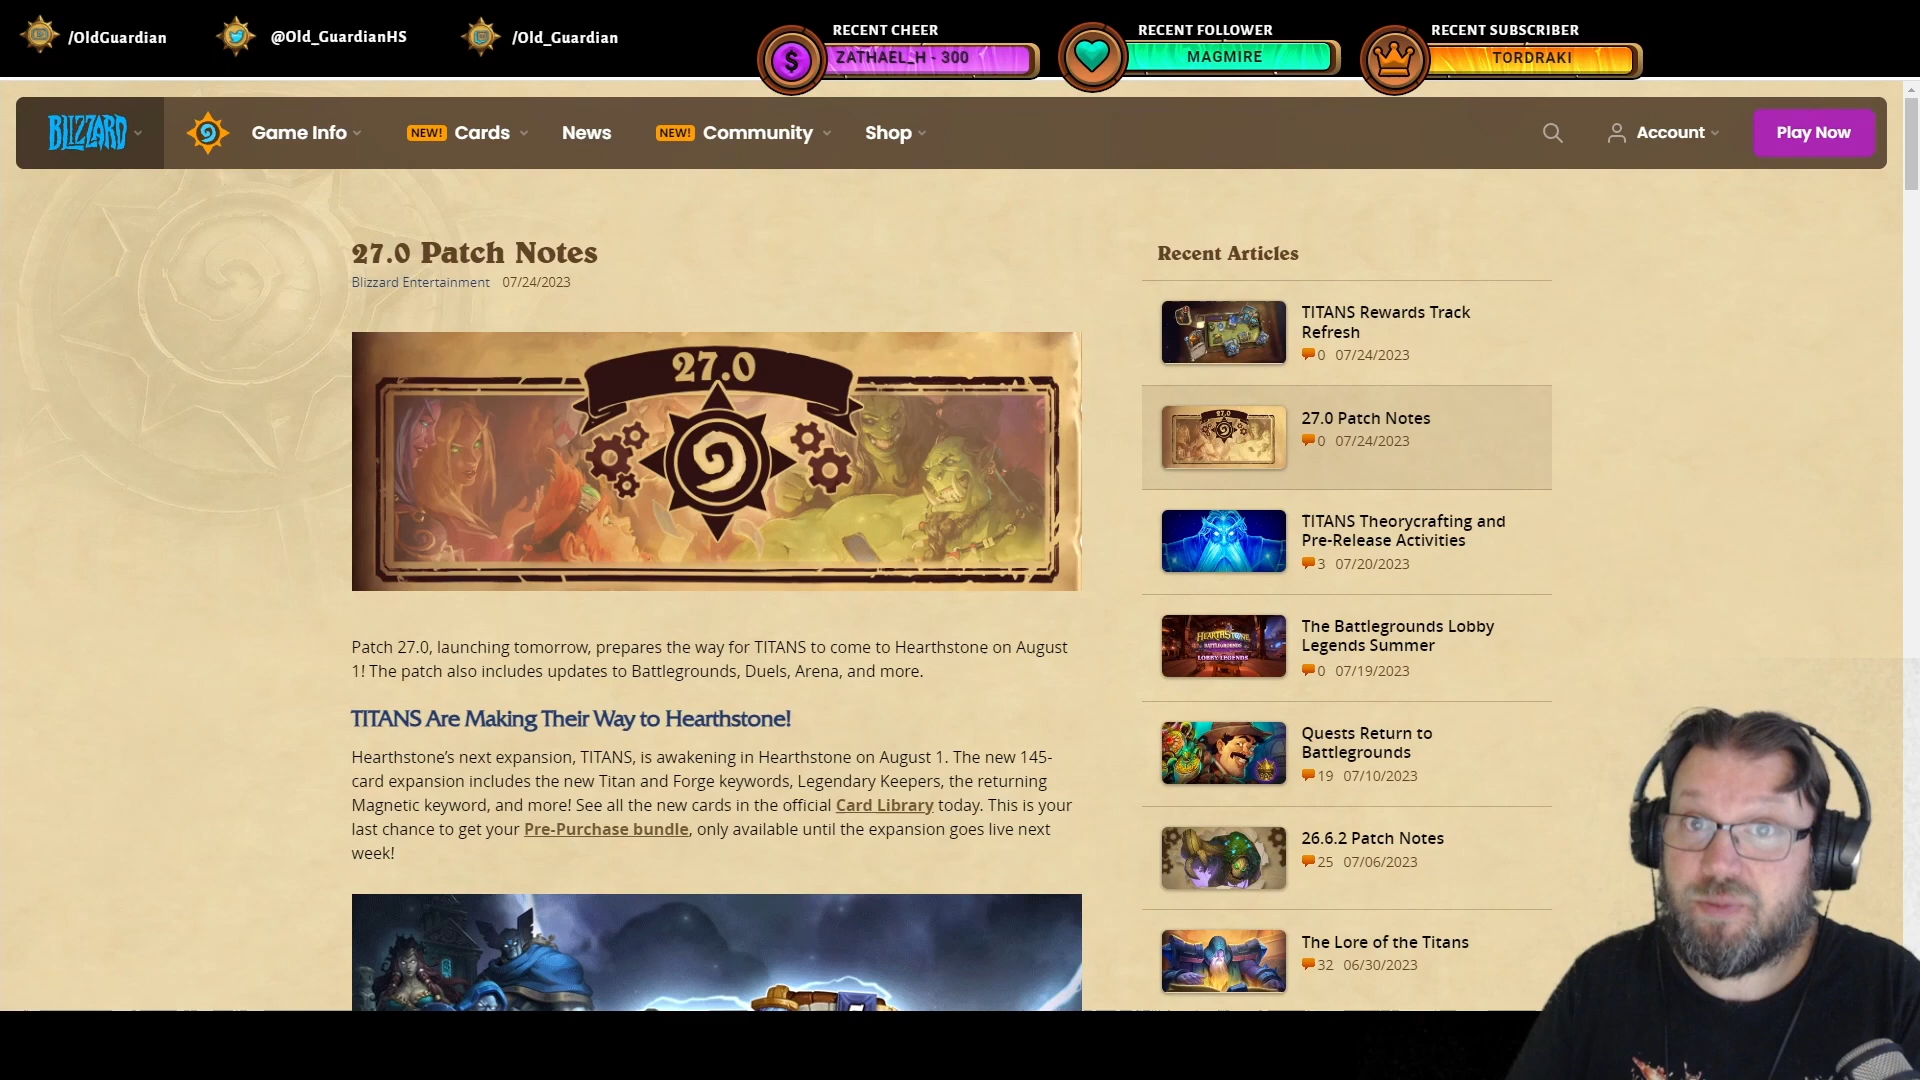 /OldGuardian
@Old_GuardianHS
/Old_Guardian
RECENT CHEER
ZATHAEL_H - 300
RECENT FOLLOWER
MAGMIRE
RECENT SUBSCRIBER
TORDRAKI
BLIZZARD
Game Info
NEW! Cards
News
NEW! Community
Shop
Account
Play Now
27.0 Patch Notes
Blizzard Entertainment 07/24/2023
27.0
Patch 27.0, launching tomorrow, prepares the way for TITANS to come to Hearthstone on August
1! The patch also includes updates to Battlegrounds, Duels, Arena, and more.
TITANS Are Making Their Way to Hearthstone!
Hearthstone’s next expansion, TITANS, is awakening in Hearthstone on August 1. The new 145-
card expansion includes the new Titan and Forge keywords, Legendary Keepers, the returning
Magnetic keyword, and more! See all the new cards in the official Card Library today. This is your
last chance to get your Pre-Purchase bundle, only available until the expansion goes live next
week!
Recent Articles
TITANS Rewards Track
Refresh
0 07/24/2023
27.0
27.0 Patch Notes
0 07/24/2023
TITANS Theorycrafting and
Pre-Release Activities
3 07/20/2023
HEARTHSTONE
BATTLEGROUNDS
LOBBY LEGENDS
The Battlegrounds Lobby
Legends Summer
0 07/19/2023
Quests Return to
Battlegrounds
19 07/10/2023
26.6.2 Patch Notes
25 07/06/2023
The Lore of the Titans
32 06/30/2023